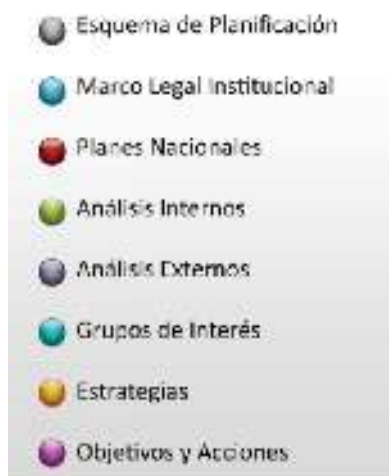 Esquema de Planificación
Marco Legal Institucional
Planes Nacionales
Análisis Internos
Análisis Externos
Grupos de Interés
Estrategias
Objetivos y Acciones